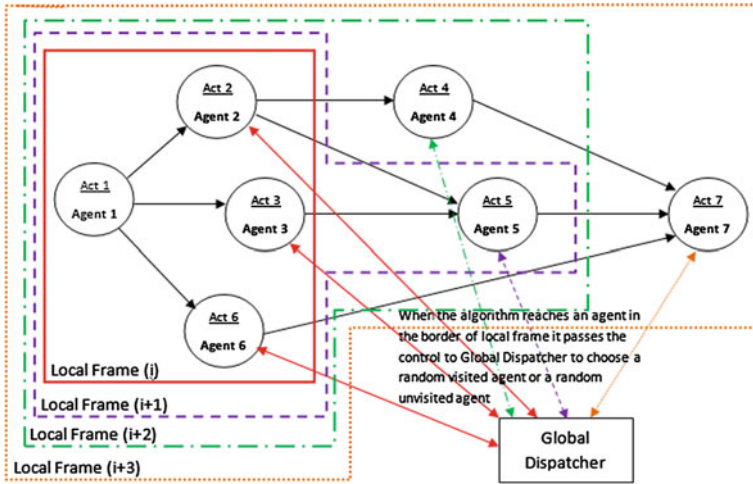 Act 2
Agent 2
Act 4
Agent 4
Act 1
Agent 1
Act 3
Agent 3
Act 5
Agent 5
Act 7
Agent 7
Act 6
Agent 6
When the algorithm reaches an agent in
the border of local frame it passes the
control to Global Dispatcher to choose a
random visited agent or a random
unvisited agent
Local Frame (i)
Local Frame (i+1)
Local Frame (i+2)
Local Frame (i+3)
Global
Dispatcher